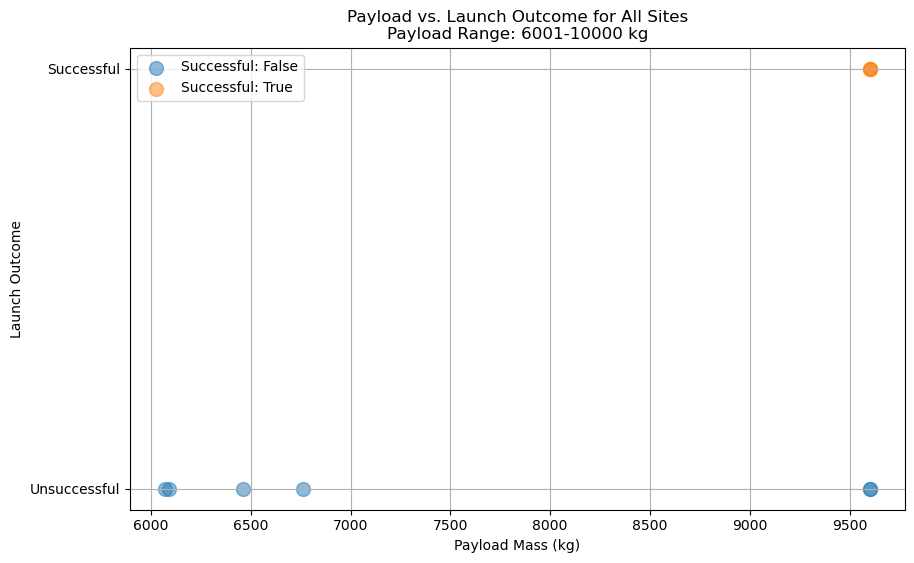 Payload vs. Launch Outcome for All Sites
Payload Range: 6001-10000 kg
Successful: False
Successful: True
Launch Outcome
Successful
Unsuccessful
6000 6500 7000 7500 8000 8500 9000 9500
Payload Mass (kg)